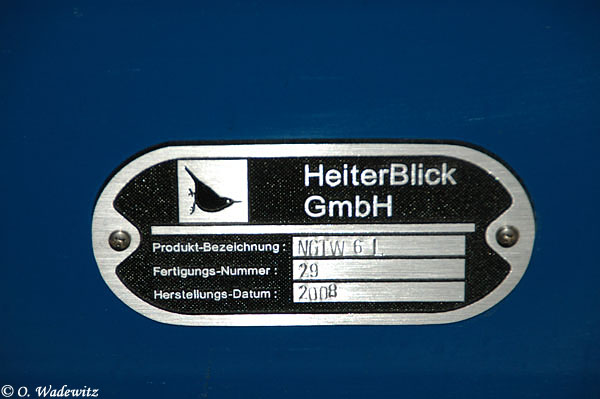 HeiterBlick
GmbH
Produkt-Bezeichnung : NGTW 6 L
Fertigungs-Nummer : 29
Herstellungs-Datum : 2008
© O. Wadewitz